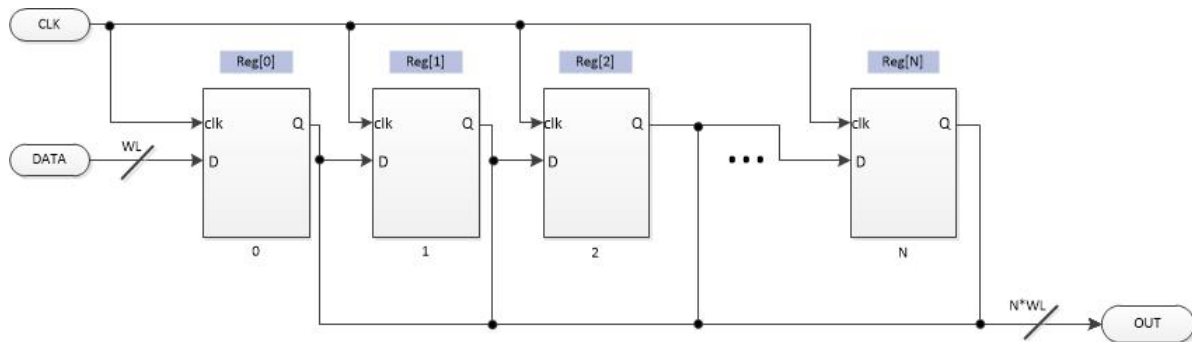 CLK
Reg[0]
Reg[1]
Reg[2]
Reg[N]
clk
Q
clk
Q
clk
Q
clk
Q
DATA
WL
D
D
D
...
D
0
1
2
N
N*WL
OUT